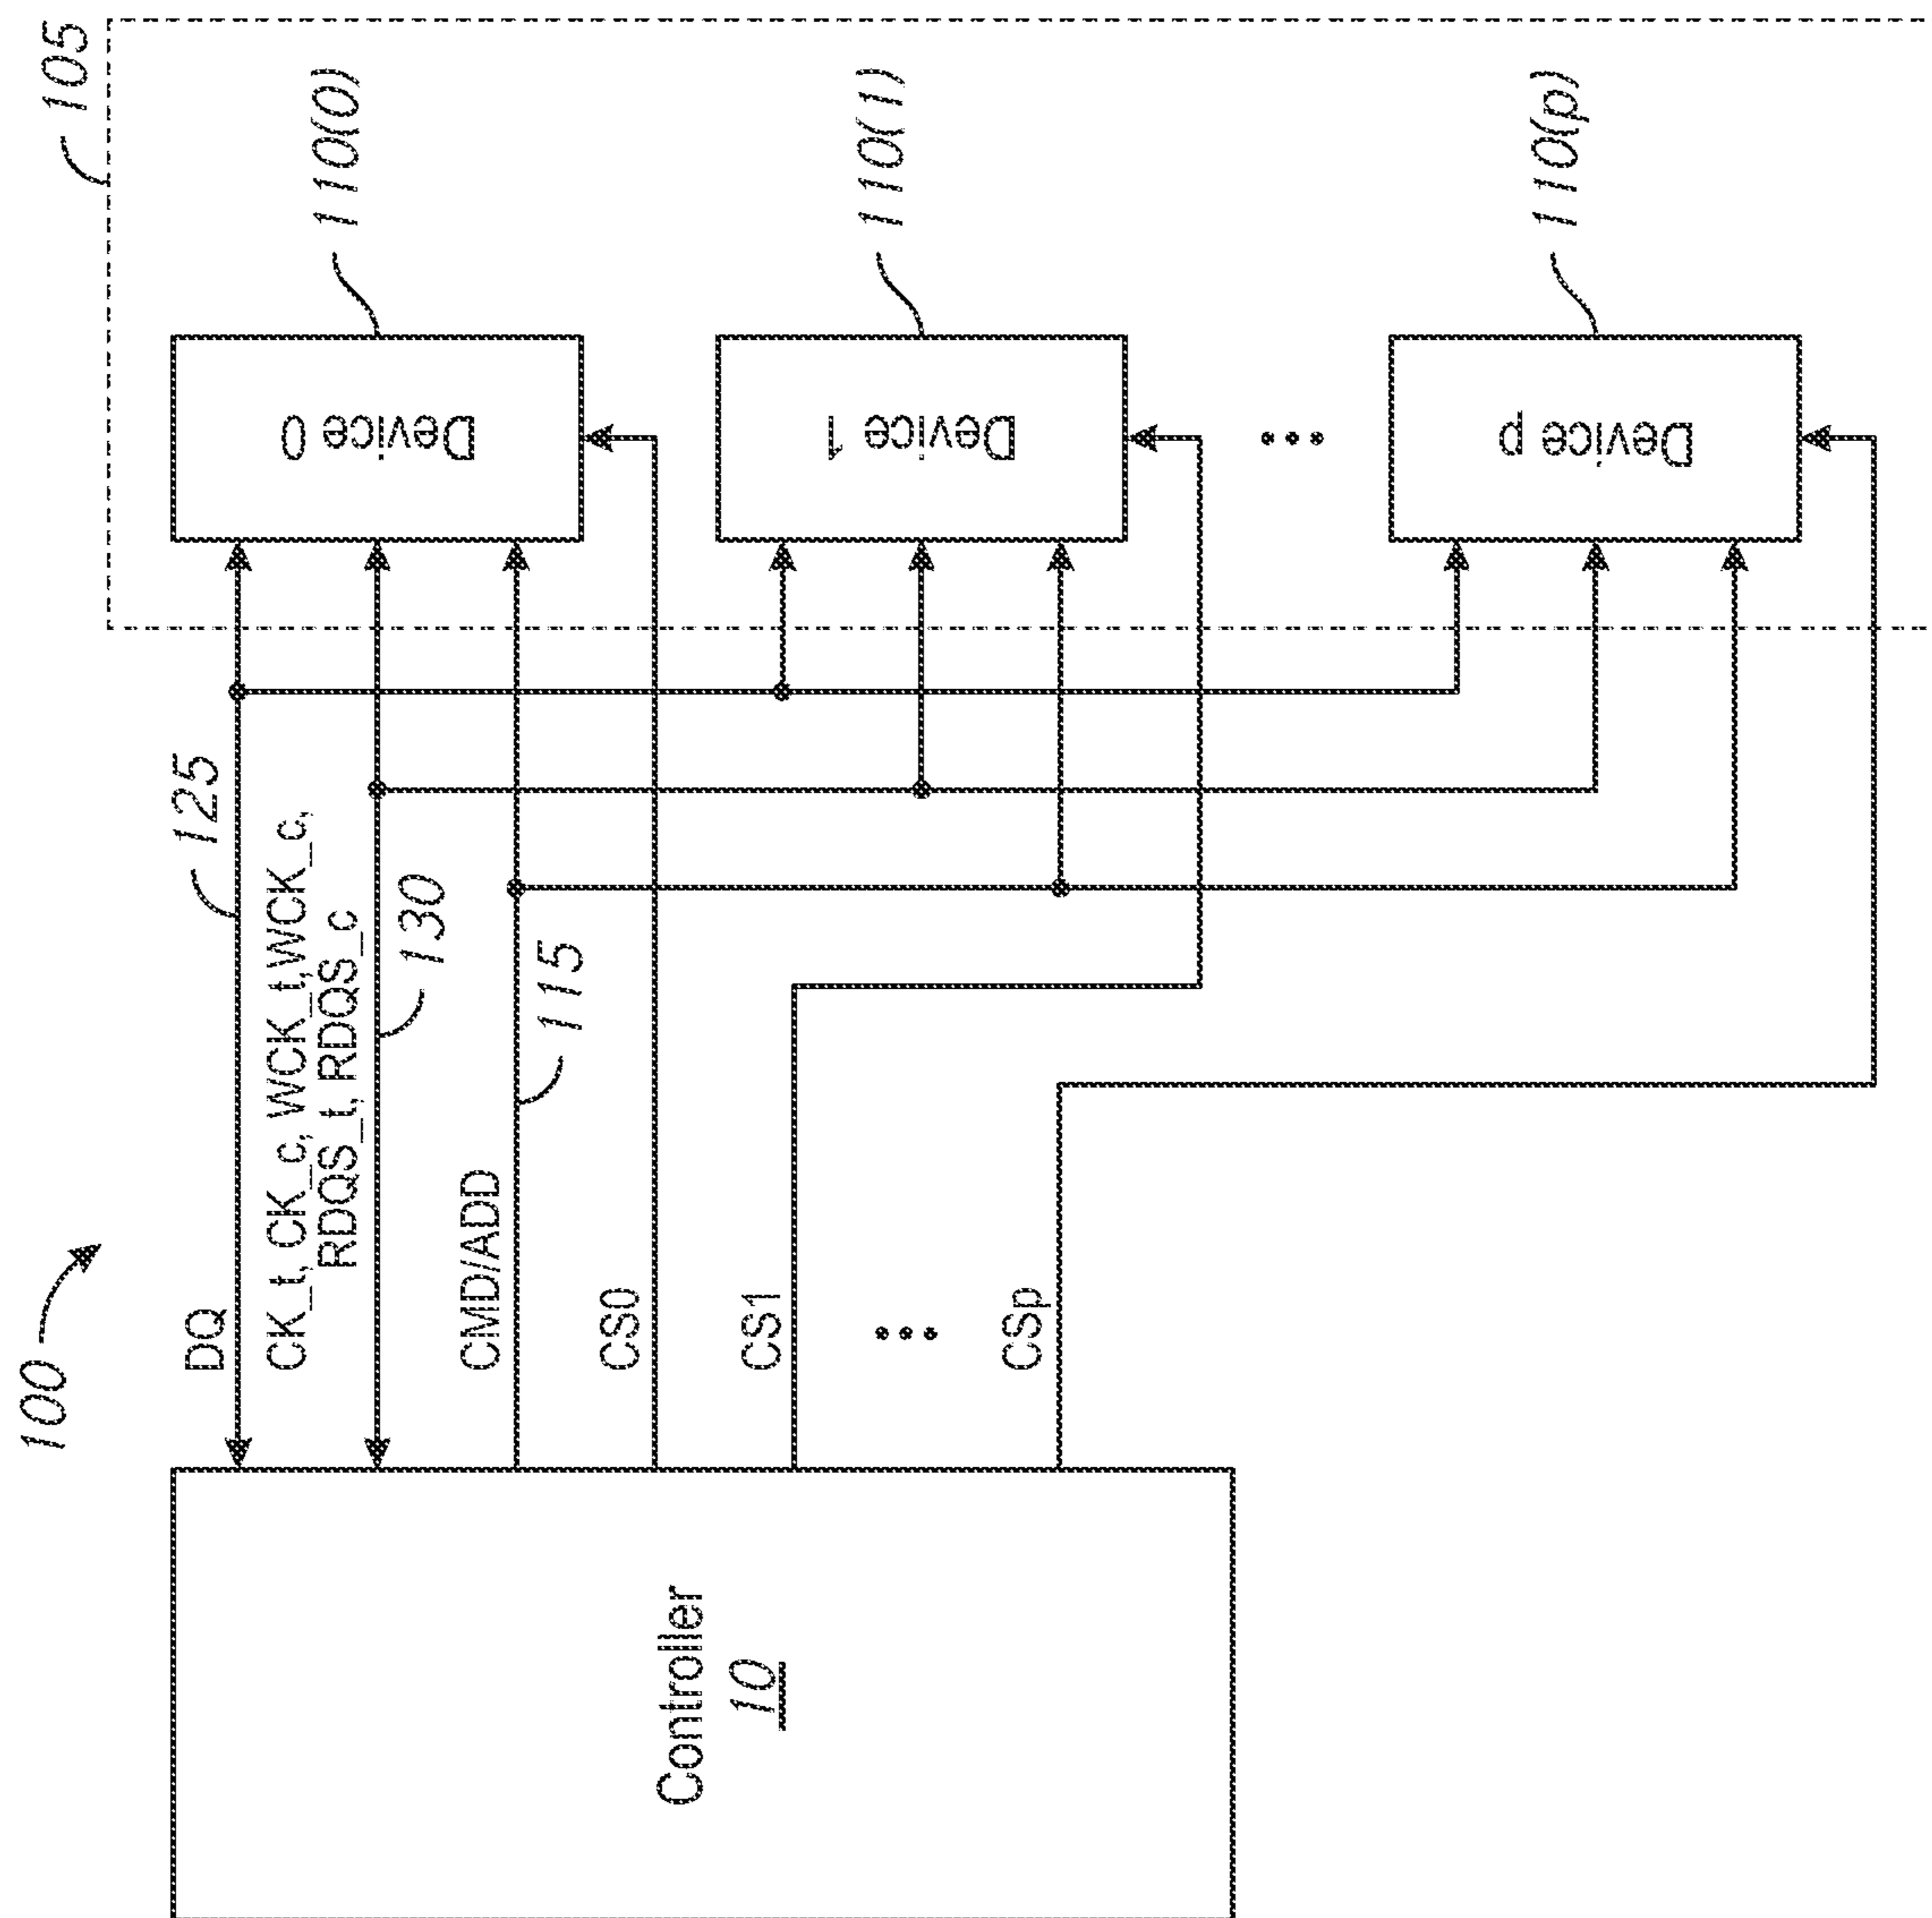 100
105
DQ
125
CK_t, CK_c, WCK_t,WCK_c,
RDQS_t, RDQS_c
130
CMD/ADD
115
CS0
CS1
CSp
Controller
10
Device 0
110(0)
Device 1
110(1)
Device p
110(p)